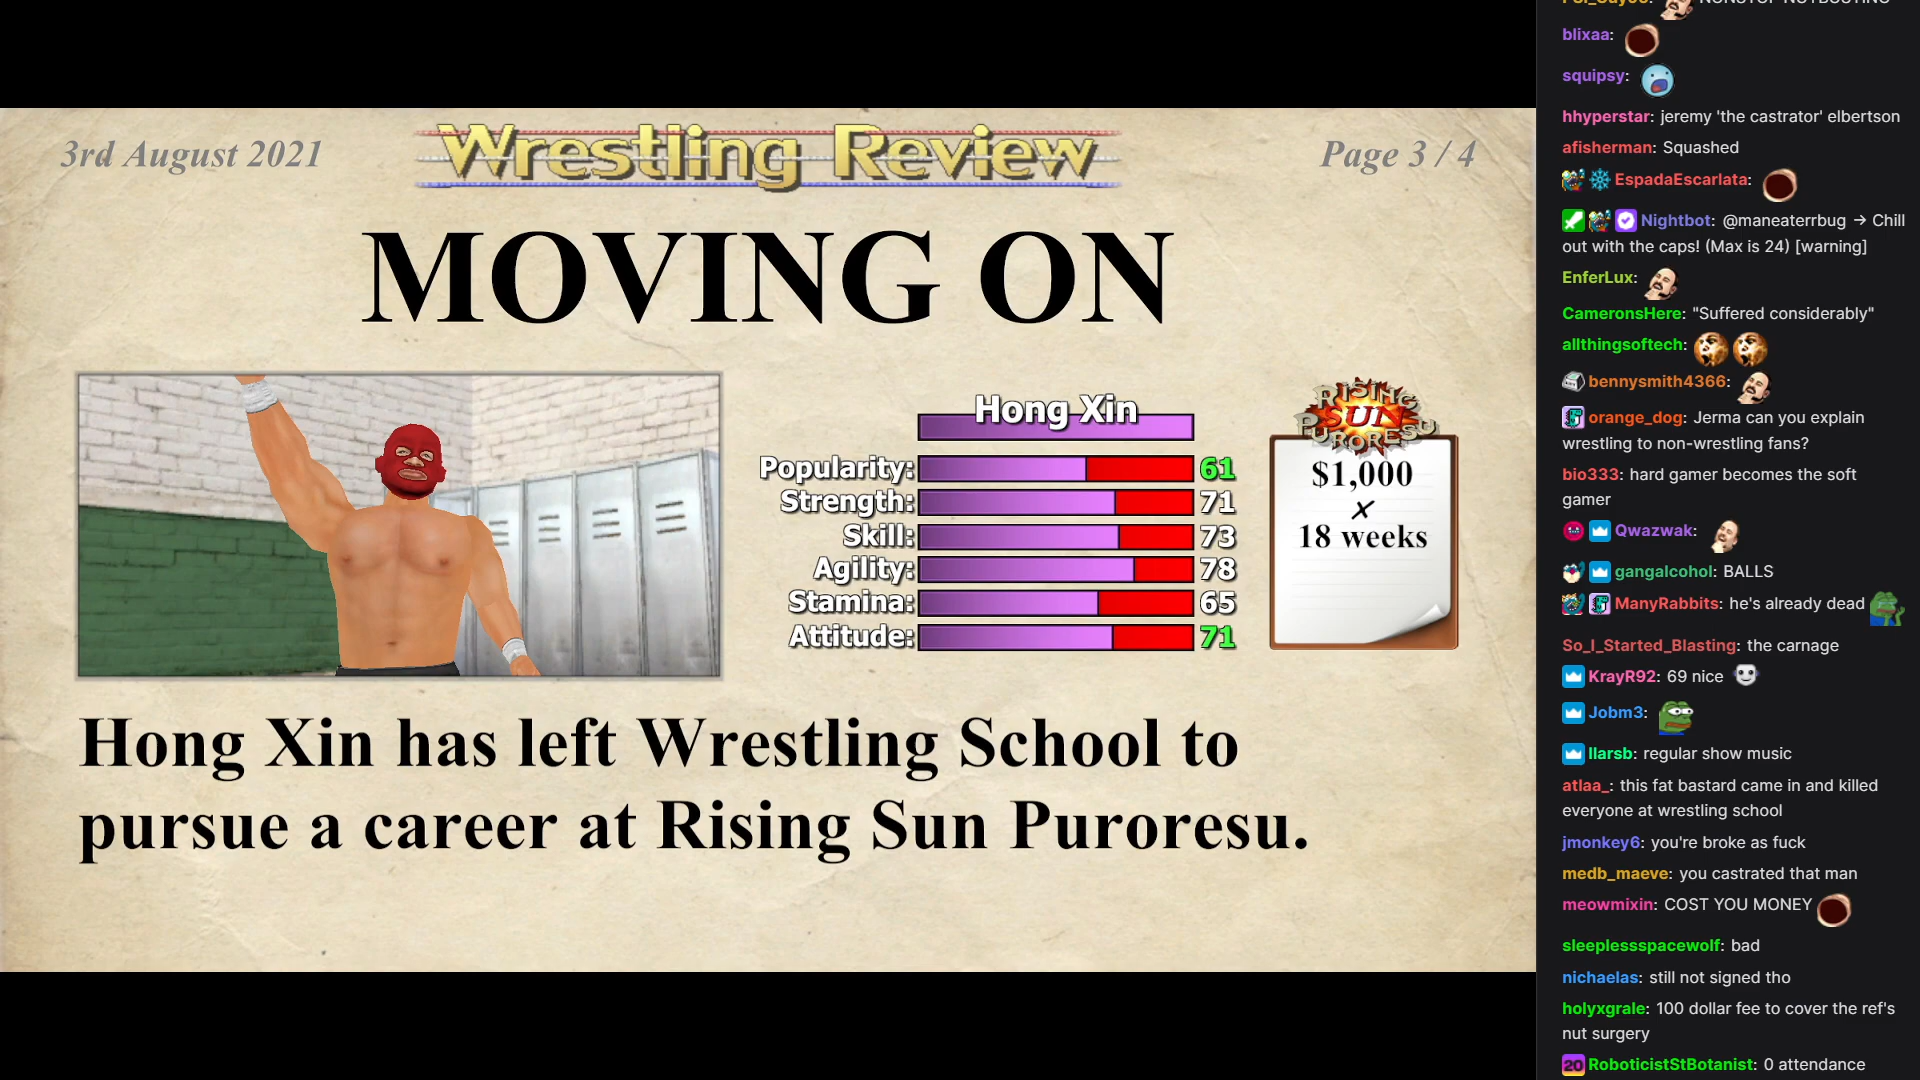 3rd August 2021
Wrestling Review
Page 3 / 4
MOVING ON
Hong Xin
Popularity: 61
Strength: 71
Skill: 73
Agility: 78
Stamina: 65
Attitude: 71
RISING
SUN
PURORESU
$1,000
x
18 weeks
Hong Xin has left Wrestling School to
pursue a career at Rising Sun Puroresu.
blixaa:
squipsy:
hhyperstar: jeremy 'the castrator' elbertson
afisherman: Squashed
EspadaEscarlata:
Nightbot: @maneaterrbug → Chill
out with the caps! (Max is 24) [warning]
EnferLux:
CameronsHere: "Suffered considerably"
allthingsoftech:
bennysmith4366:
orange_dog: Jerma can you explain
wrestling to non-wrestling fans?
bio333: hard gamer becomes the soft
gamer
Qwazwak:
gangalcohol: BALLS
ManyRabbits: he's already dead
So_I_Started_Blasting: the carnage
KrayR92: 69 nice
Jobm3:
llarsb: regular show music
atlaa_: this fat bastard came in and killed
everyone at wrestling school
jmonkey6: you're broke as fuck
medb_maeve: you castrated that man
meowmixin: COST YOU MONEY
sleeplessspacewolf: bad
nichaelas: still not signed tho
holyxgrale: 100 dollar fee to cover the ref's
nut surgery
20 RoboticistStBotanist: 0 attendance